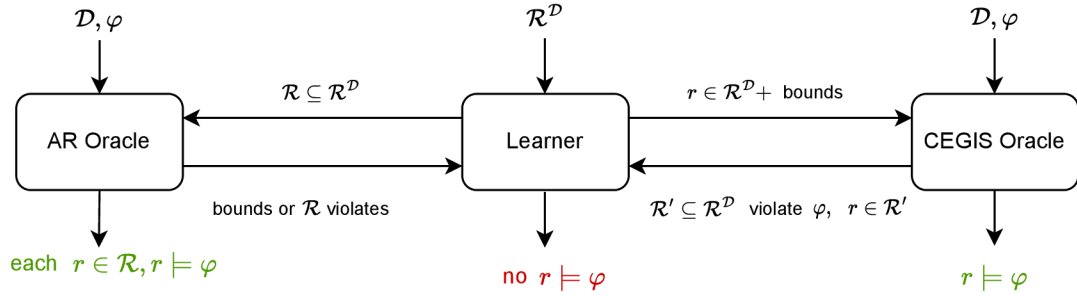 𝒟, φ
ℛ^𝒟
𝒟, φ
ℛ ⊆ ℛ^𝒟
r ∈ ℛ^𝒟+ bounds
AR Oracle
Learner
CEGIS Oracle
bounds or ℛ violates
ℛ′ ⊆ ℛ^𝒟 violate φ, r ∈ ℛ′
each r ∈ ℛ, r ⊨ φ
no r ⊨ φ
r ⊨ φ